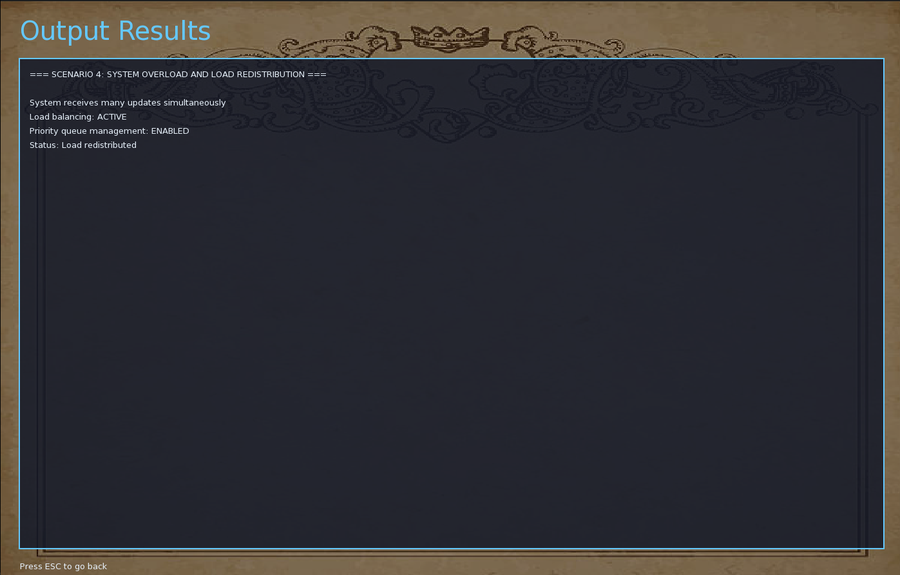 Output Results
=== SCENARIO 4: SYSTEM OVERLOAD AND LOAD REDISTRIBUTION ===
System receives many updates simultaneously
Load balancing: ACTIVE
Priority queue management: ENABLED
Status: Load redistributed
Press ESC to go back